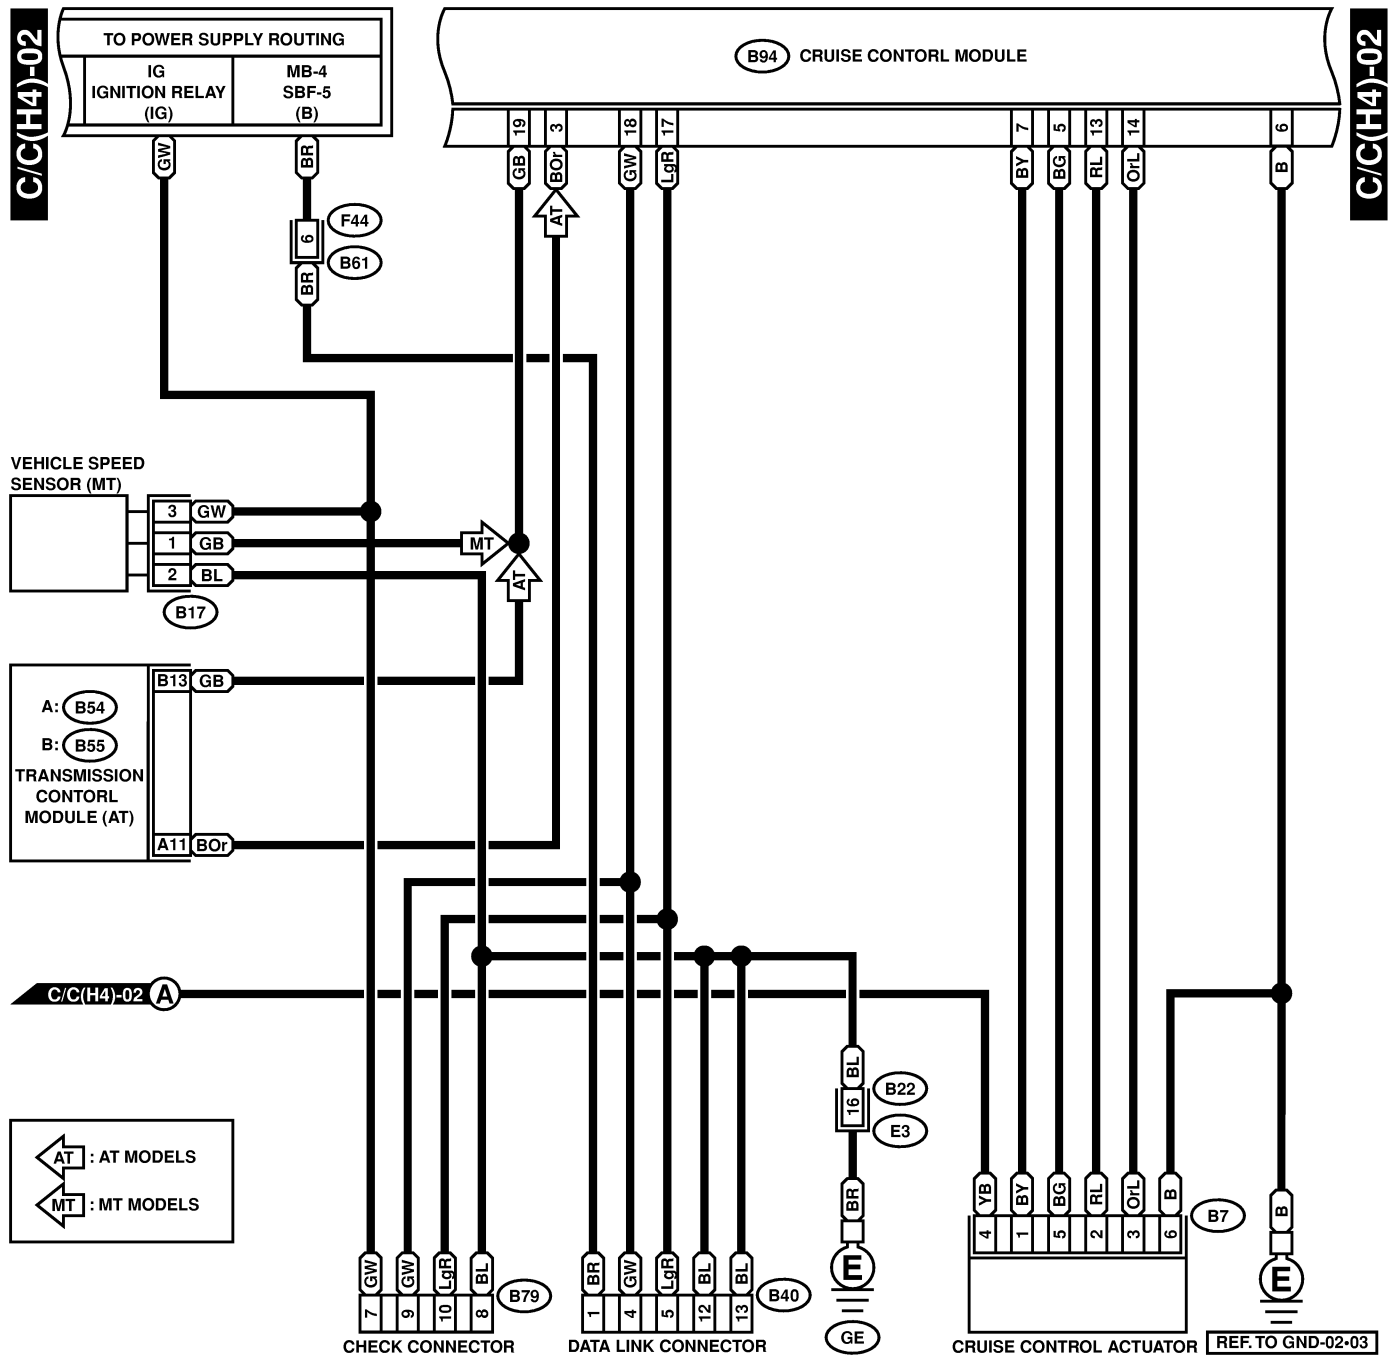 C/C(H4)-02
TO POWER SUPPLY ROUTING
IG
IGNITION RELAY
(IG)
MB-4
SBF-5
(B)
B94 CRUISE CONTORL MODULE
C/C(H4)-02
19 3 18 17 7 5 13 14 6
GW BR GB BOr GW LgR BY BG RL OrL B
AT
6 F44
B61
BR
VEHICLE SPEED
SENSOR (MT)
3 GW
1 GB MT
2 BL AT
B17
B13 GB
A: B54
B: B55
TRANSMISSION
CONTORL
MODULE (AT)
A11 BOr
C/C(H4)-02 A
BL
16 B22
E3
AT : AT MODELS
MT : MT MODELS
BR
YB BY BG RL OrL B B
4 1 5 2 3 6 B7
GW GW LgR BL BR GW LgR BL BL
7 9 10 8 B79 1 4 5 12 13 B40
E E
GE
CHECK CONNECTOR
DATA LINK CONNECTOR
CRUISE CONTROL ACTUATOR
REF. TO GND-02•03